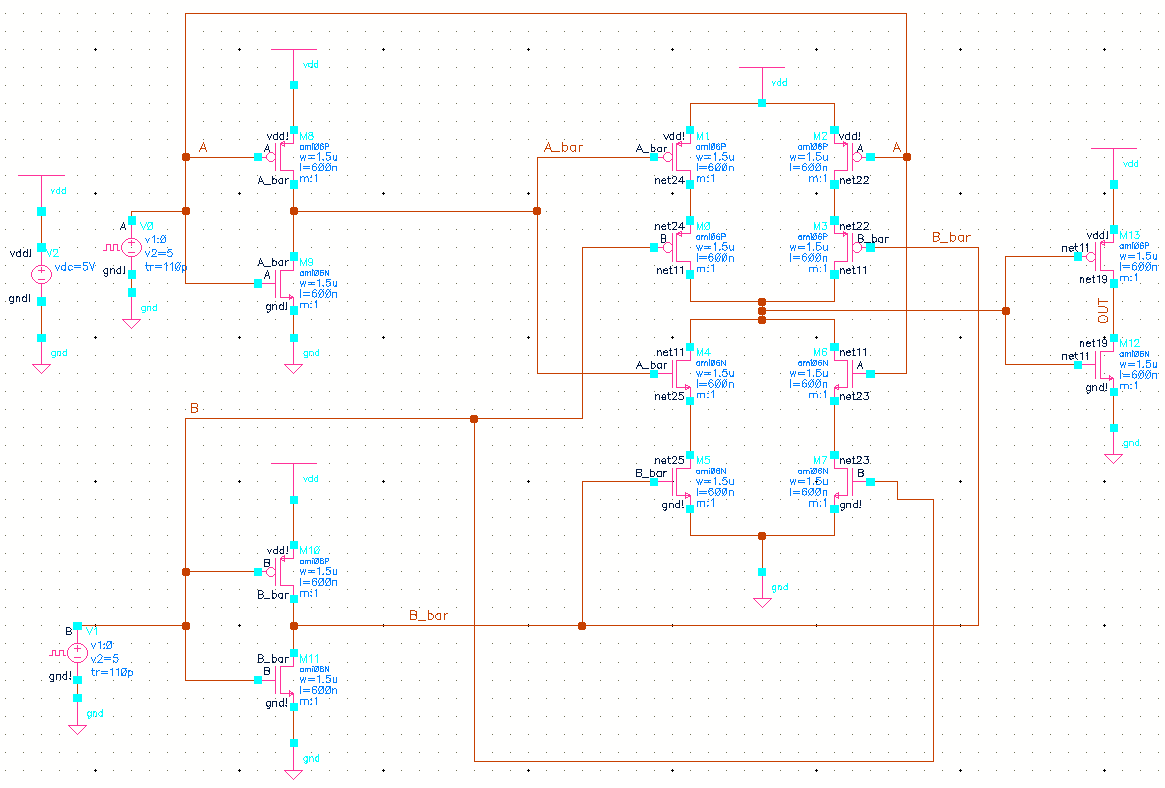 vdd
vdd!
V2
vdc=5V
gnd!
gnd
A
V0
v1:0
v2=5
tr=110p
gnd!
gnd
A
vdd
vdd!
M8
A
ami06P
w=1.5u
l=600n
A_bar
m:1
A_bar
M9
A
ami06N
w=1.5u
l=600n
gnd!
m:1
gnd
A_bar
vdd
vdd!
M1
A_bar
ami06P
w=1.5u
l=600n
net24
m:1
M2
vdd!
ami06P
A
w=1.5u
l=600n
m:1
net22
A
net24
M0
B
ami06P
w=1.5u
l=600n
net11
m:1
M3
net22
ami06P
B_bar
w=1.5u
l=600n
m:1
net11
B_bar
net11
M4
A_bar
ami06N
w=1.5u
l=600n
net25
m:1
M6
net11
ami06N
A
w=1.5u
l=600n
m:1
net23
net25
M5
B_bar
ami06N
w=1.5u
l=600n
gnd!
m:1
M7
net23
ami06N
B
w=1.5u
l=600n
m:1
gnd!
gnd
vdd
vdd!
M13
net11
ami06P
w=1.5u
l=600n
net19
m:1
OUT
net19
M12
net11
ami06N
w=1.5u
l=600n
gnd!
m:1
gnd
B
vdd
vdd!
M10
B
ami06P
w=1.5u
l=600n
B_bar
m:1
B_bar
B
V1
v1:0
v2=5
tr=110p
gnd!
gnd
B_bar
M11
B
ami06N
w=1.5u
l=600n
gnd!
m:1
gnd